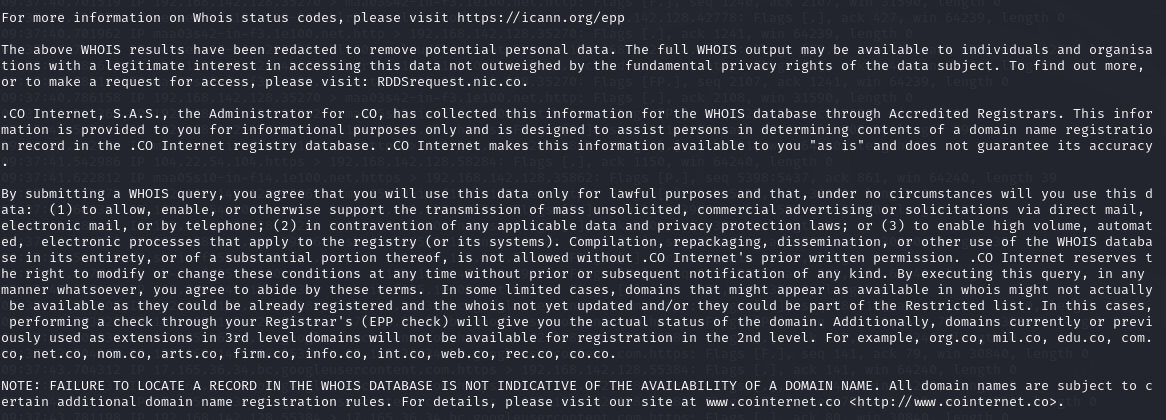 For more information on Whois status codes, please visit https://icann.org/epp
The above WHOIS results have been redacted to remove potential personal data. The full WHOIS output may be available to individuals and organisa
tions with a legitimate interest in accessing this data not outweighed by the fundamental privacy rights of the data subject. To find out more,
or to make a request for access, please visit: RDDSrequest.nic.co.
.CO Internet, S.A.S., the Administrator for .CO, has collected this information for the WHOIS database through Accredited Registrars. This infor
mation is provided to you for informational purposes only and is designed to assist persons in determining contents of a domain name registratio
n record in the .CO Internet registry database. .CO Internet makes this information available to you "as is" and does not guarantee its accuracy
.
By submitting a WHOIS query, you agree that you will use this data only for lawful purposes and that, under no circumstances will you use this d
ata:  (1) to allow, enable, or otherwise support the transmission of mass unsolicited, commercial advertising or solicitations via direct mail,
electronic mail, or by telephone; (2) in contravention of any applicable data and privacy protection laws; or (3) to enable high volume, automat
ed,  electronic processes that apply to the registry (or its systems). Compilation, repackaging, dissemination, or other use of the WHOIS databa
se in its entirety, or of a substantial portion thereof, is not allowed without .CO Internet's prior written permission. .CO Internet reserves t
he right to modify or change these conditions at any time without prior or subsequent notification of any kind. By executing this query, in any
manner whatsoever, you agree to abide by these terms.  In some limited cases, domains that might appear as available in whois might not actually
 be available as they could be already registered and the whois not yet updated and/or they could be part of the Restricted list. In this cases,
 performing a check through your Registrar's (EPP check) will give you the actual status of the domain. Additionally, domains currently or previ
ously used as extensions in 3rd level domains will not be available for registration in the 2nd level. For example, org.co, mil.co, edu.co, com.
co, net.co, nom.co, arts.co, firm.co, info.co, int.co, web.co, rec.co, co.co.
NOTE: FAILURE TO LOCATE A RECORD IN THE WHOIS DATABASE IS NOT INDICATIVE OF THE AVAILABILITY OF A DOMAIN NAME. All domain names are subject to c
ertain additional domain name registration rules. For details, please visit our site at www.cointernet.co <http://www.cointernet.co>.